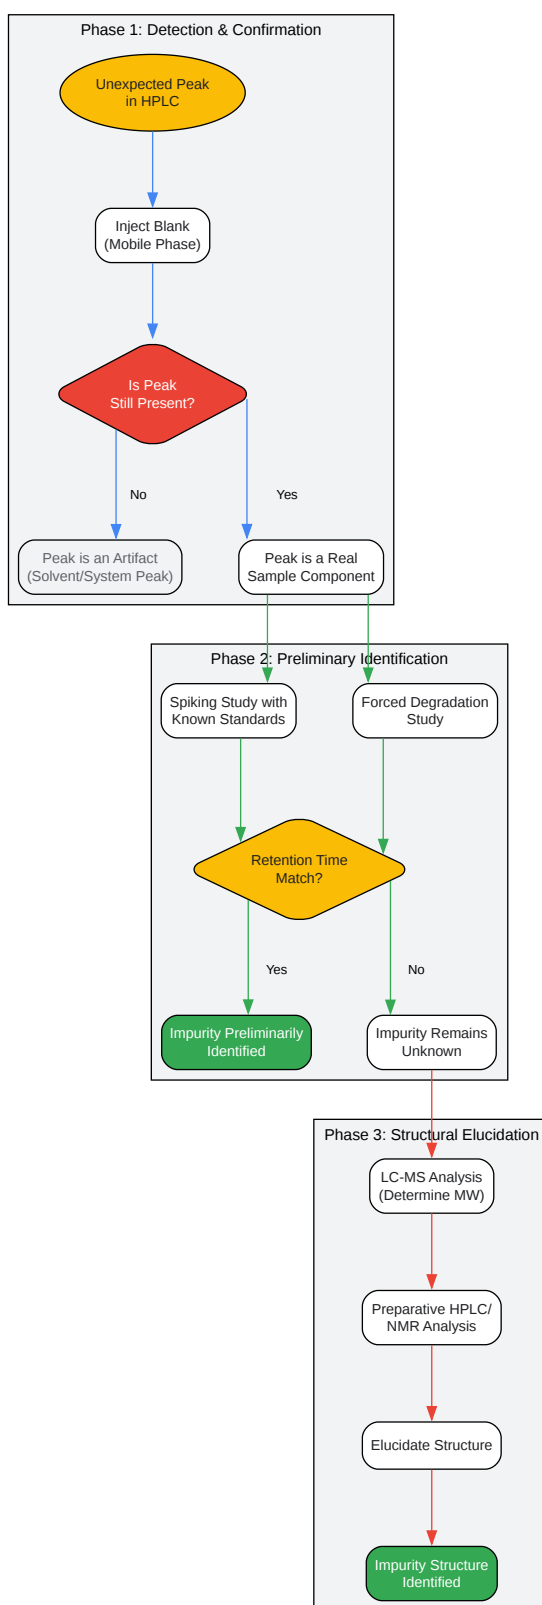 Phase 1: Detection & Confirmation
Unexpected Peak
in HPLC
Inject Blank
(Mobile Phase)
Is Peak
Still Present?
No
Yes
Peak is an Artifact
(Solvent/System Peak)
Peak is a Real
Sample Component
Phase 2: Preliminary Identification
Spiking Study with
Known Standards
Forced Degradation
Study
Retention Time
Match?
Yes
No
Impurity Preliminarily
Identified
Impurity Remains
Unknown
Phase 3: Structural Elucidation
LC-MS Analysis
(Determine MW)
Preparative HPLC/
NMR Analysis
Elucidate Structure
Impurity Structure
Identified